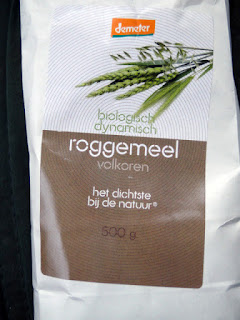 demeter
biologisch
dynamisch
roggemeel
volkoren
-
het dichtste
bij de natuur®
500 g